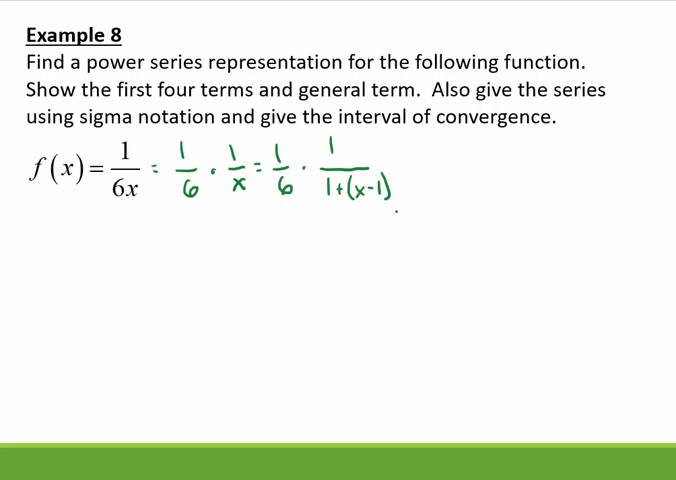 Example 8
Find a power series representation for the following function.
Show the first four terms and general term. Also give the series
using sigma notation and give the interval of convergence.
f(x) = 1/6x = 1/6 · 1/x = 1/6 · 1/1+(x-1)